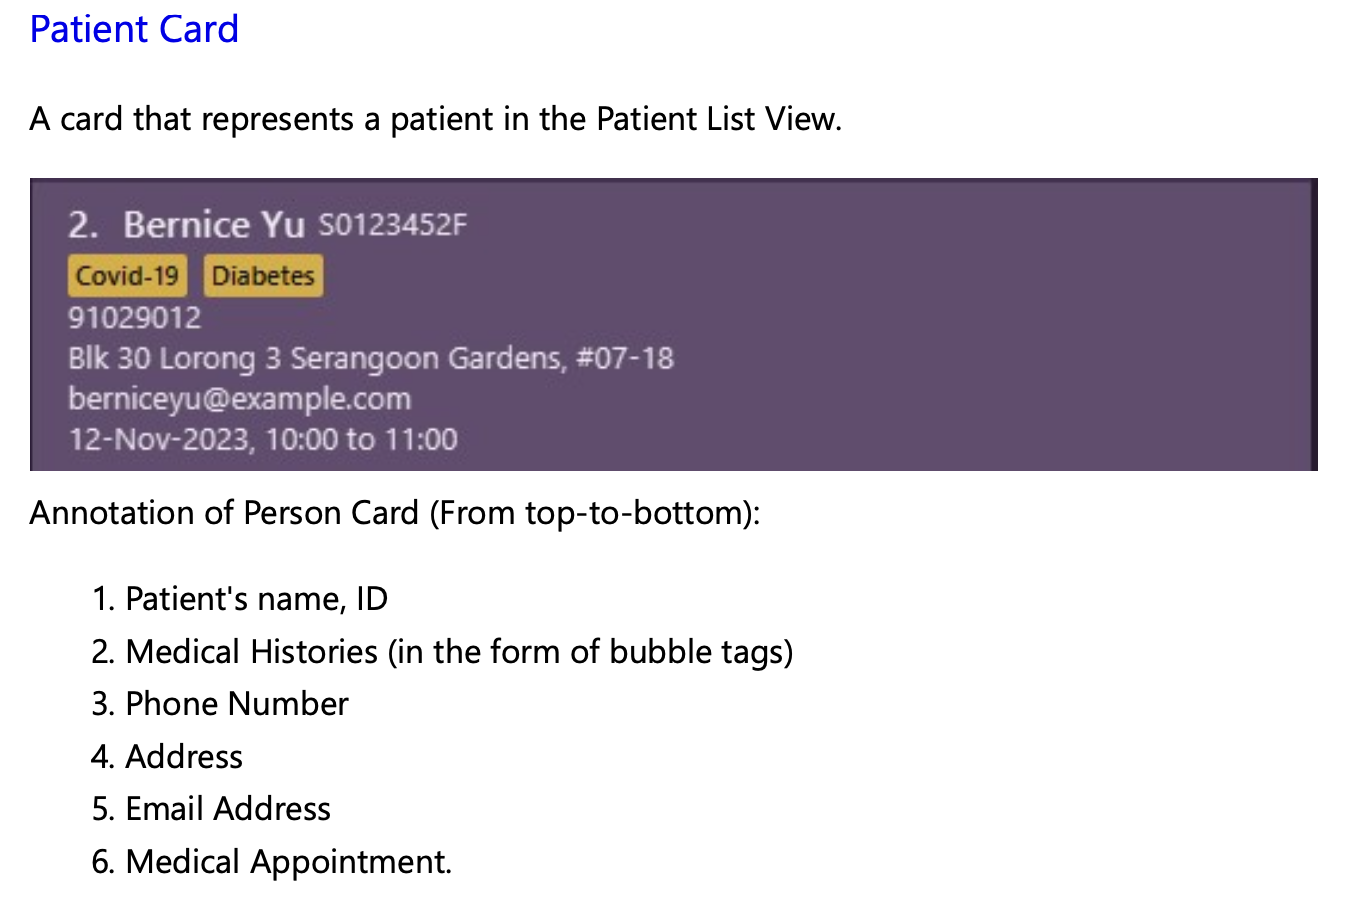 Patient Card
A card that represents a patient in the Patient List View.
2. Bernice Yu S0123452F
Covid-19 Diabetes
91029012
Blk 30 Lorong 3 Serangoon Gardens, #07-18
berniceyu@example.com
12-Nov-2023, 10:00 to 11:00
Annotation of Person Card (From top-to-bottom):
1. Patient's name, ID
2. Medical Histories (in the form of bubble tags)
3. Phone Number
4. Address
5. Email Address
6. Medical Appointment.